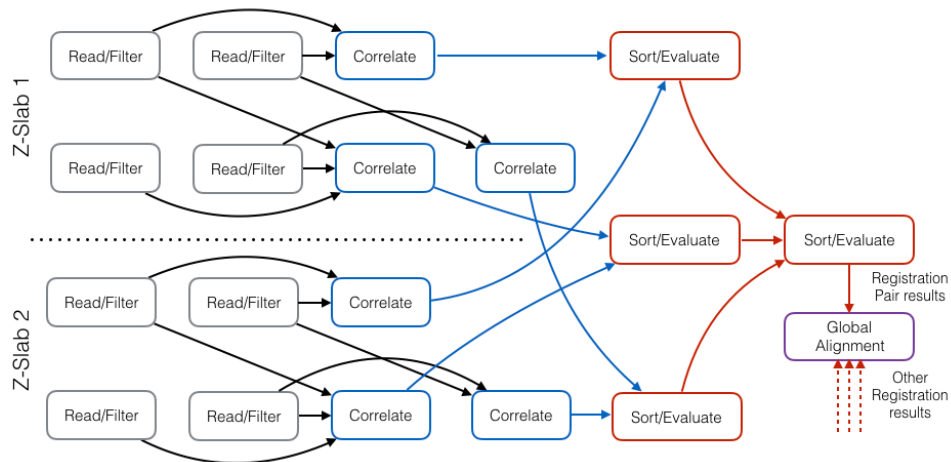 Z-Slab 1
Read/Filter
Read/Filter
Correlate
Sort/Evaluate
Read/Filter
Read/Filter
Correlate
Correlate
Sort/Evaluate
Sort/Evaluate
Z-Slab 2
Read/Filter
Read/Filter
Correlate
Registration
Pair results
Global
Alignment
Read/Filter
Read/Filter
Correlate
Correlate
Sort/Evaluate
Other
Registration
results